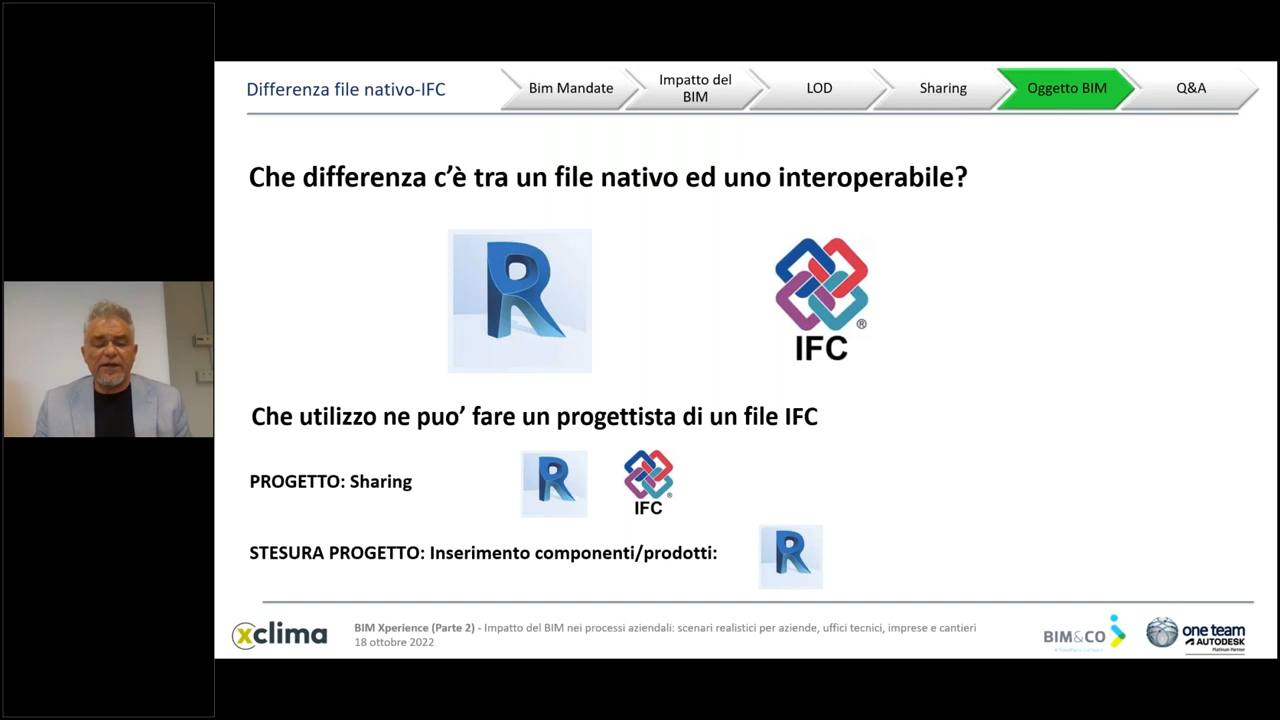 Differenza file nativo-IFC
Bim Mandate
Impatto del
BIM
LOD
Sharing
Oggetto BIM
Q&A
Che differenza c’è tra un file nativo ed uno interoperabile?
R
®
IFC
Che utilizzo ne puo’ fare un progettista di un file IFC
PROGETTO: Sharing
R
®
IFC
STESURA PROGETTO: Inserimento componenti/prodotti:
R
xclima
BIM Xperience (Parte 2) - Impatto del BIM nei processi aziendali: scenari realistici per aziende, uffici tecnici, imprese e cantieri
18 ottobre 2022
BIM&CO
one team
AUTODESK
Platinum Partner